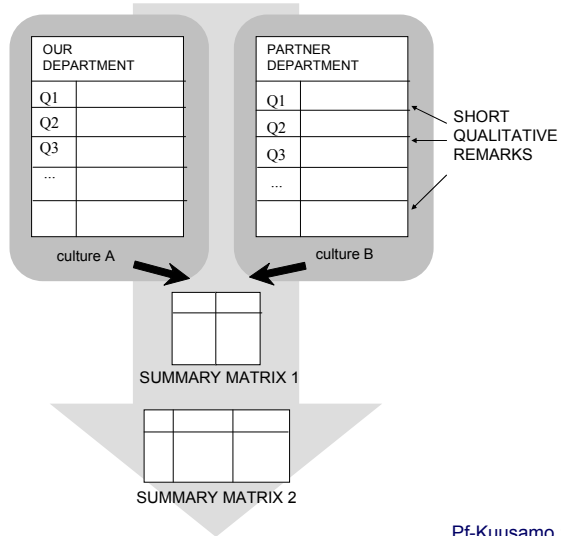 OUR
DEPARTMENT
Q1
Q2
Q3
...
culture A
PARTNER
DEPARTMENT
Q1
Q2
Q3
...
culture B
SHORT
QUALITATIVE
REMARKS
SUMMARY MATRIX 1
SUMMARY MATRIX 2
Pf-Kuusamo